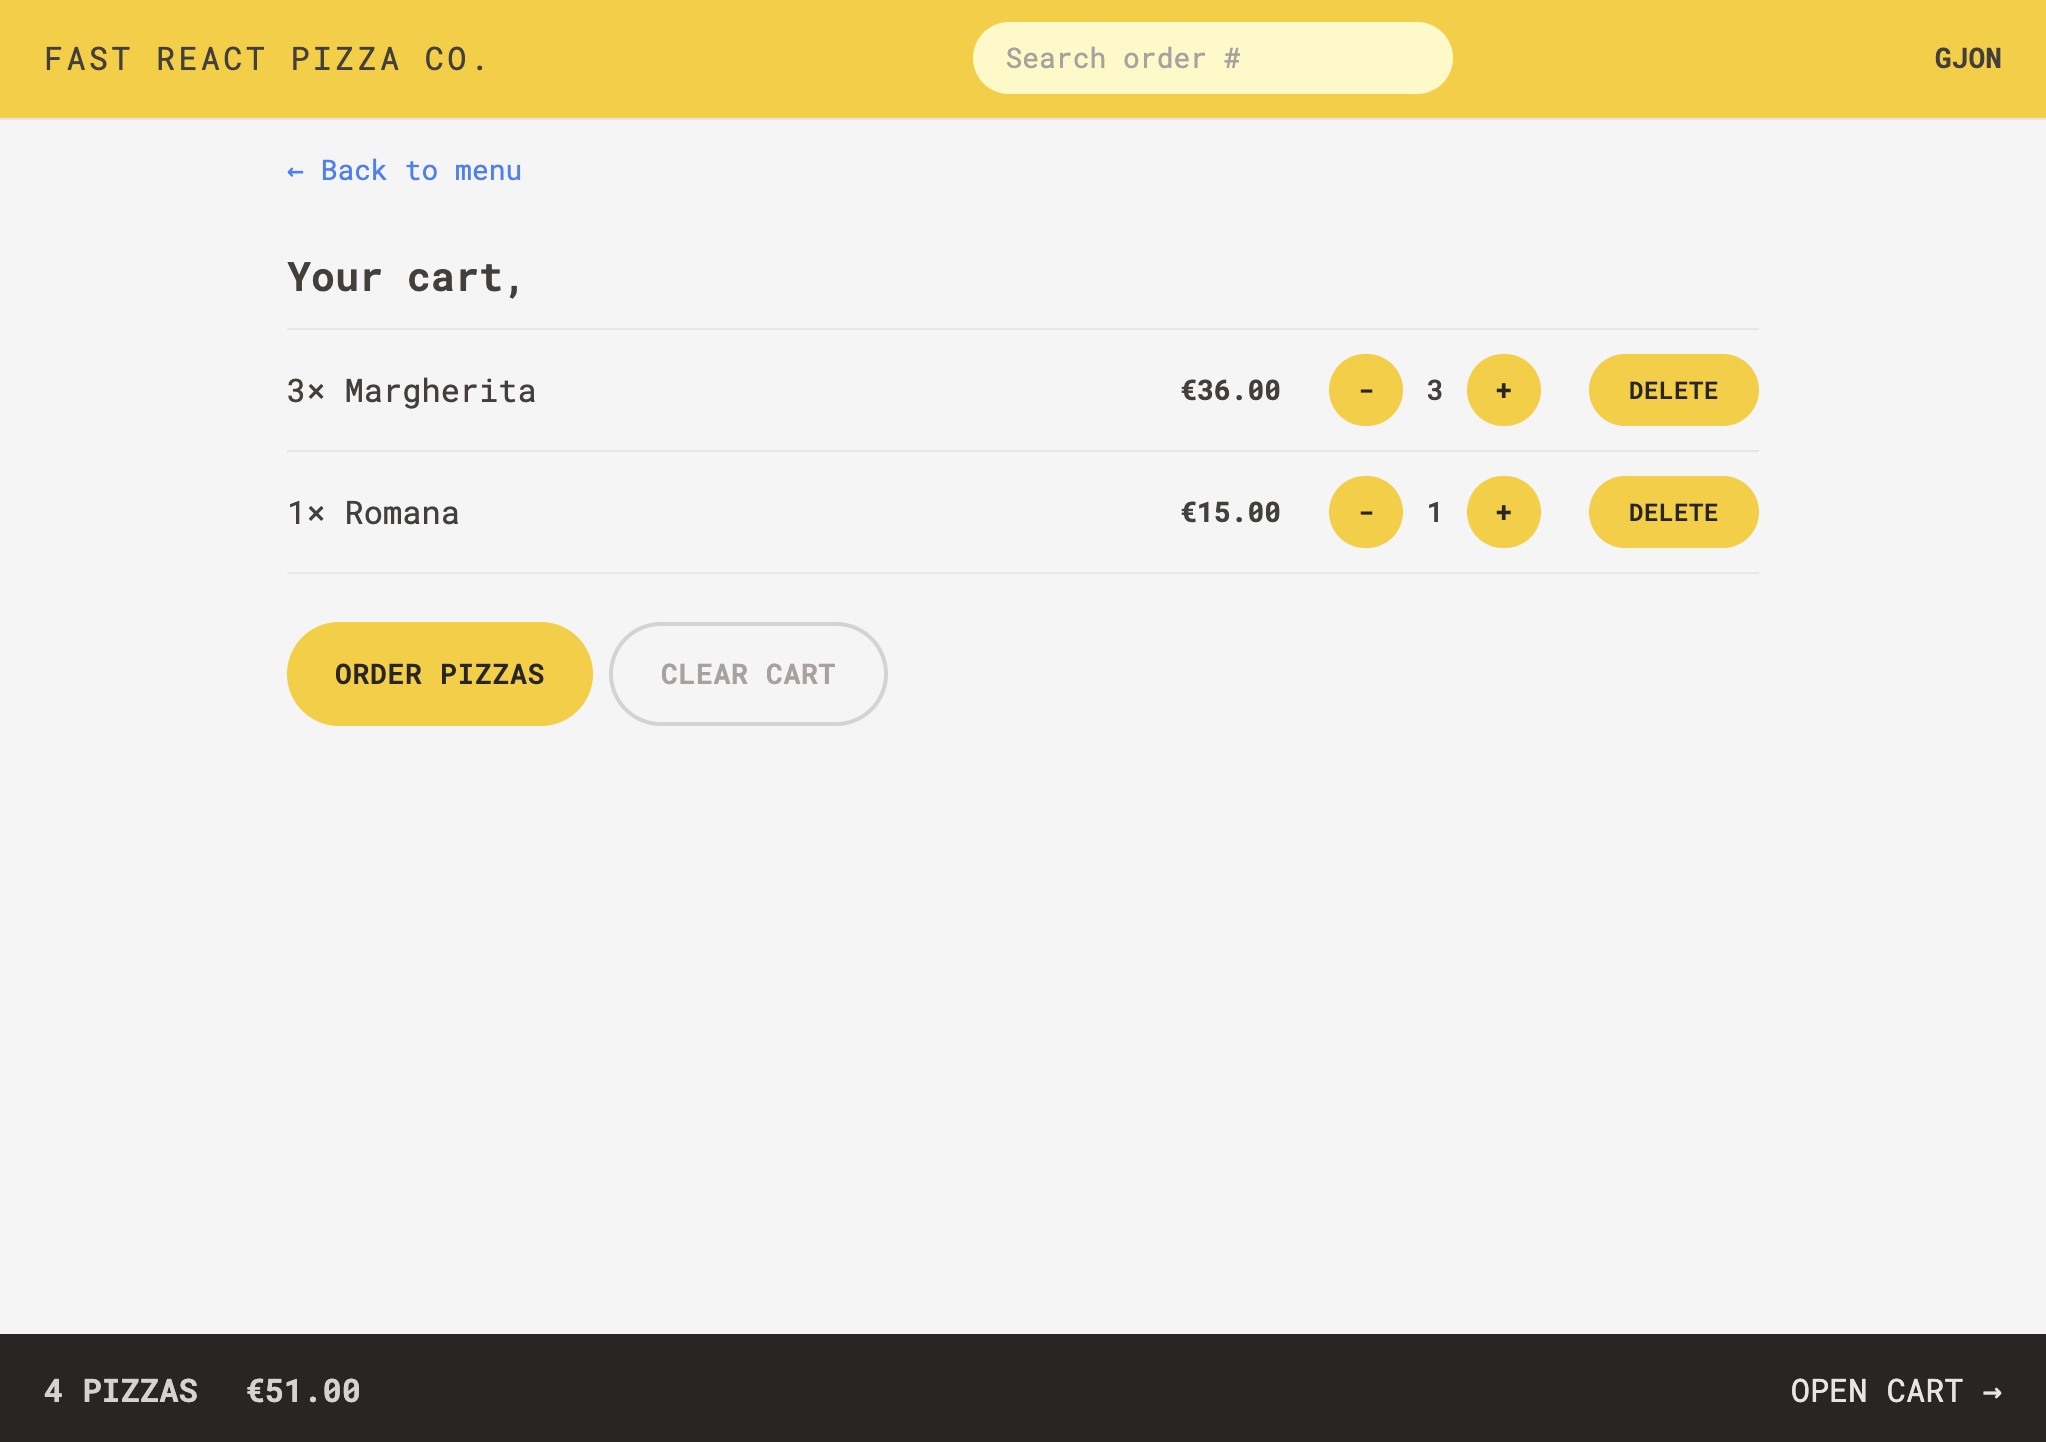 FAST REACT PIZZA CO.
Search order #
GJON
← Back to menu
Your cart,
3× Margherita €36.00 - 3 + DELETE
1× Romana €15.00 - 1 + DELETE
ORDER PIZZAS CLEAR CART
4 PIZZAS €51.00 OPEN CART →